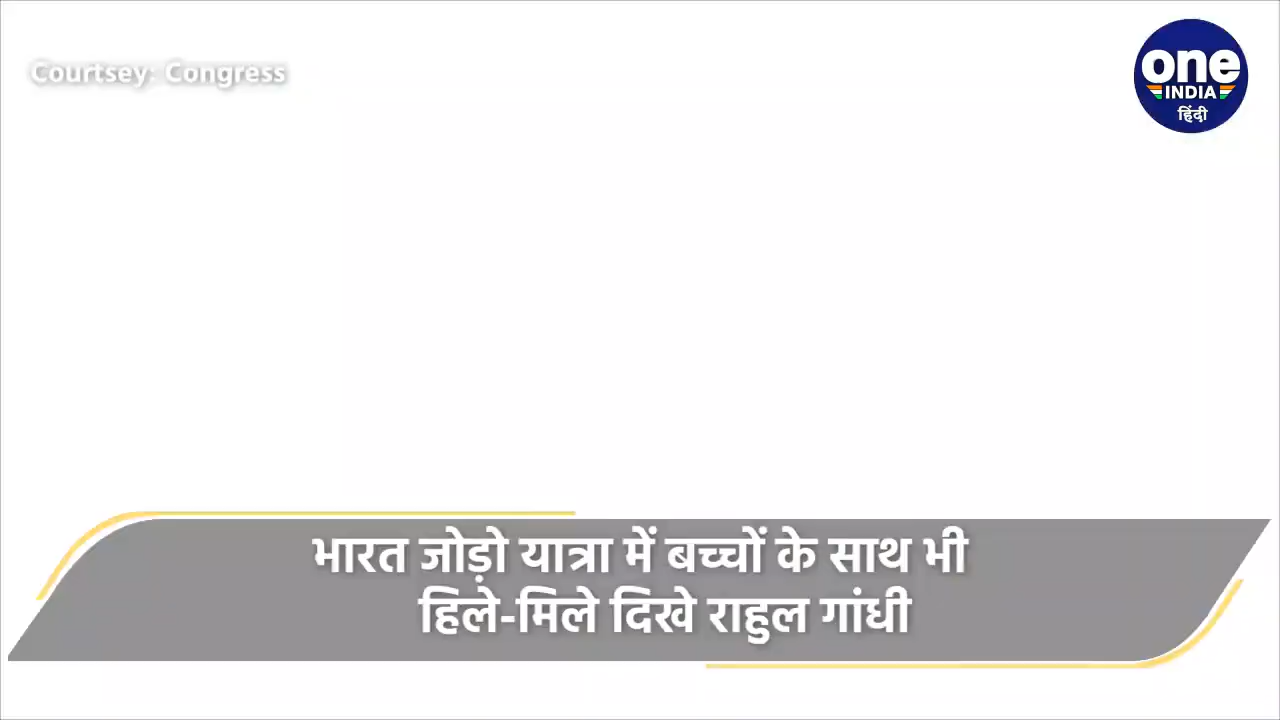 Courtsey: Congress
one
INDIA
हिंदी
भारत जोड़ो यात्रा में बच्चों के साथ भी
हिले-मिले दिखे राहुल गांधी